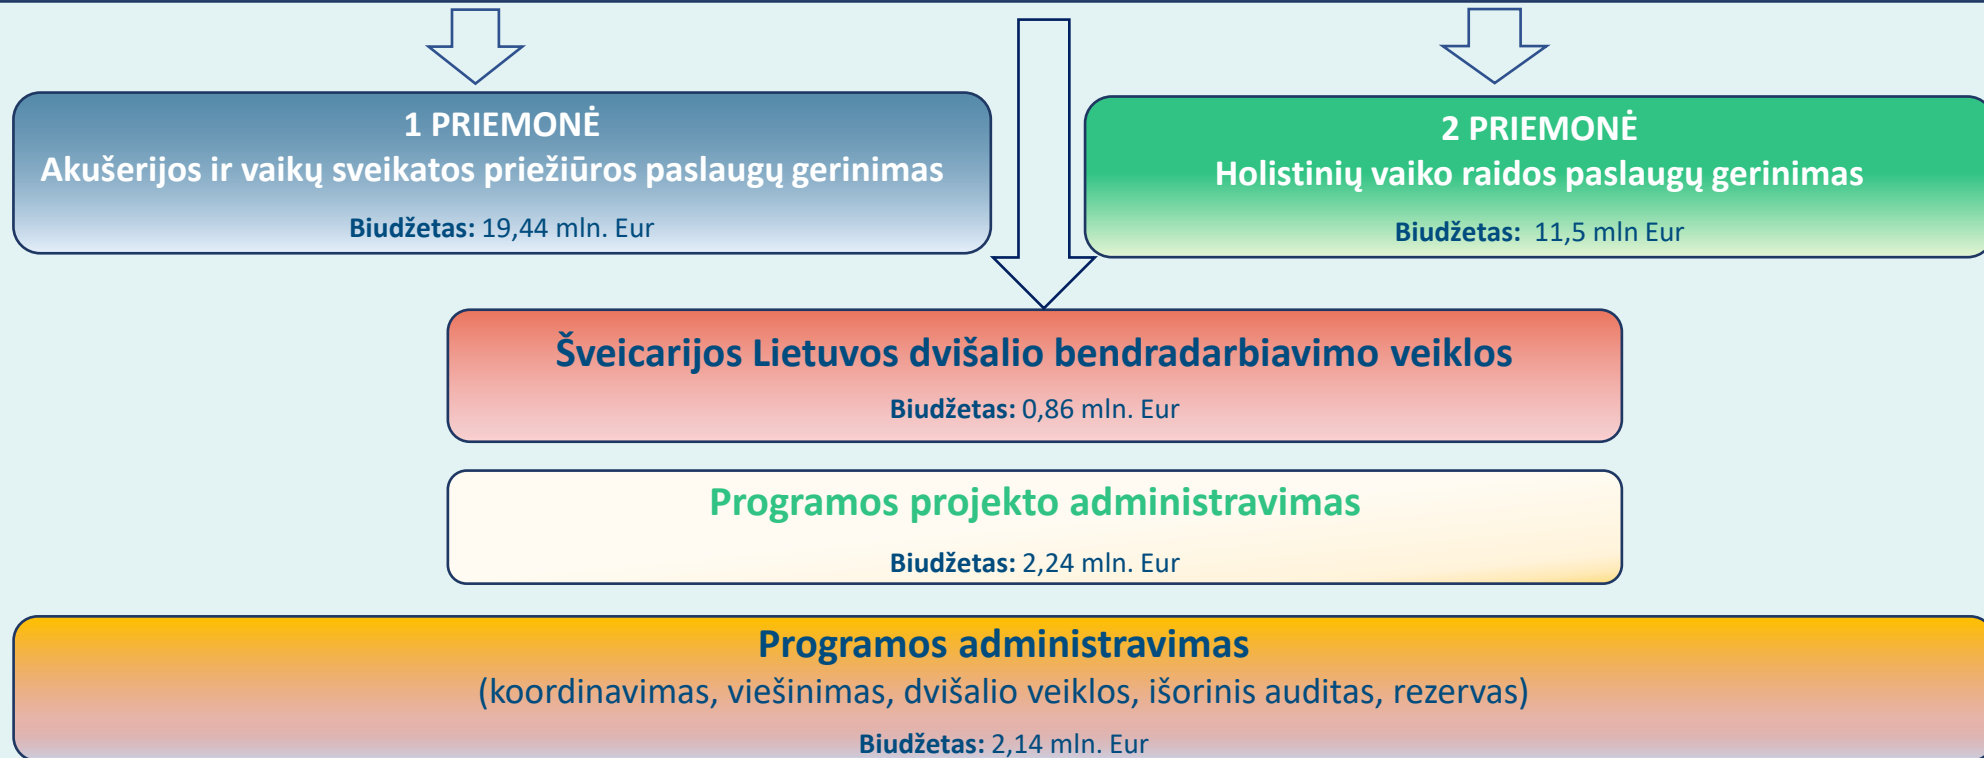 1 PRIEMONĖ
Akušerijos ir vaikų sveikatos priežiūros paslaugų gerinimas
Biudžetas: 19,44 mln. Eur
2 PRIEMONĖ
Holistinių vaiko raidos paslaugų gerinimas
Biudžetas: 11,5 mln Eur
Šveicarijos Lietuvos dvišalio bendradarbiavimo veiklos
Biudžetas: 0,86 mln. Eur
Programos projekto administravimas
Biudžetas: 2,24 mln. Eur
Programos administravimas
(koordinavimas, viešinimas, dvišalio veiklos, išorinis auditas, rezervas)
Biudžetas: 2,14 mln. Eur